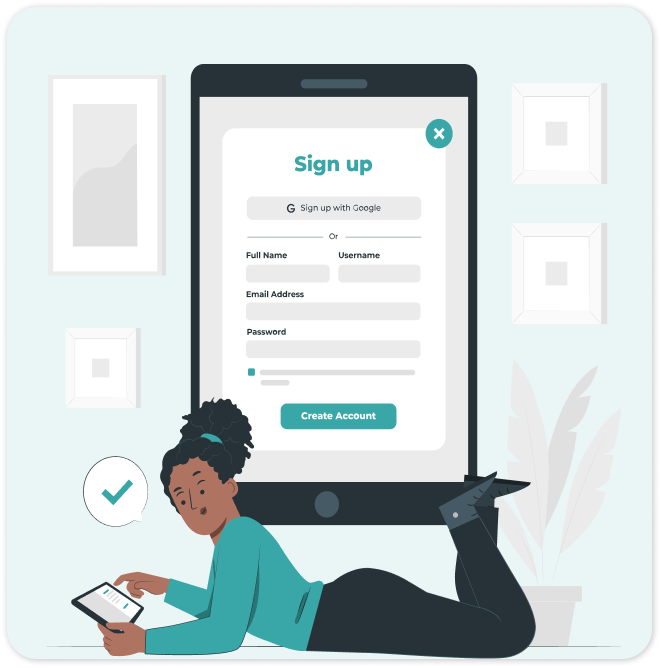 Sign up
G Sign up with Google
Or
Full Name Username
Email Address
Password
Create Account